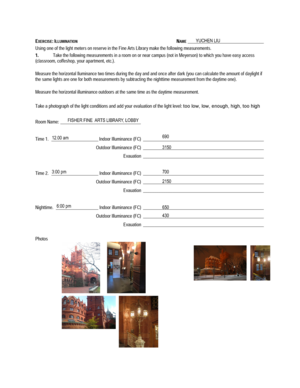 EXERCISE: ILLUMINATION NAME YUCHEN LIU
Using one of the light meters on reserve in the Fine Arts Library make the following measurements.
1. Take the following measurements in a room on or near campus (not in Meyerson) to which you have easy access
(classroom, coffeeshop, your apartment, etc.).
Measure the horizontal illuminance two times during the day and and once after dark (you can calculate the amount of daylight if
the same lights are one for both measurements by subtracting the nighttime measurement from the daytime one).
Measure the horizontal illuminance outdoors at the same time as the daytime measurement.
Take a photograph of the light conditions and add your evaluation of the light level: too low, low, enough, high, too high
Room Name: FISHER FINE ARTS LIBRARY: LOBBY
Time 1: 12:00 am Indoor Illuminance (FC) 690
Outdoor Illuminance (FC) 3150
Evauation
Time 2: 3:00 pm Indoor Illuminance (FC) 700
Outdoor Illuminance (FC) 2150
Evauation
Nighttime: 6:00 pm Indoor Illuminance (FC) 650
Outdoor Illuminance (FC) 430
Evauation
Photos